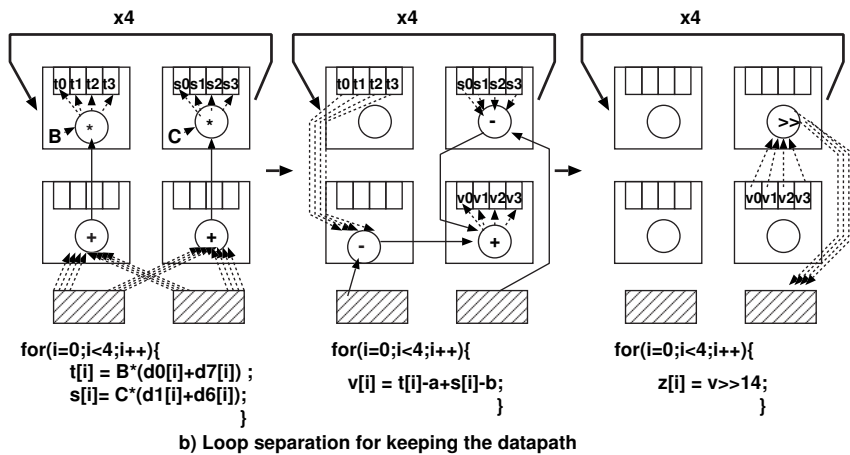 x4 x4 x4
t0 t1 t2 t3 s0 s1 s2 s3 t0 t1 t2 t3 s0 s1 s2 s3
B * C * - >>
v0 v1 v2 v3 v0 v1 v2 v3
+ + - +
for(i=0;i<4;i++){
t[i] = B*(d0[i]+d7[i]) ;
s[i]= C*(d1[i]+d6[i]);
}
for(i=0;i<4;i++){
v[i] = t[i]-a+s[i]-b;
}
for(i=0;i<4;i++){
z[i] = v>>14;
}
b) Loop separation for keeping the datapath